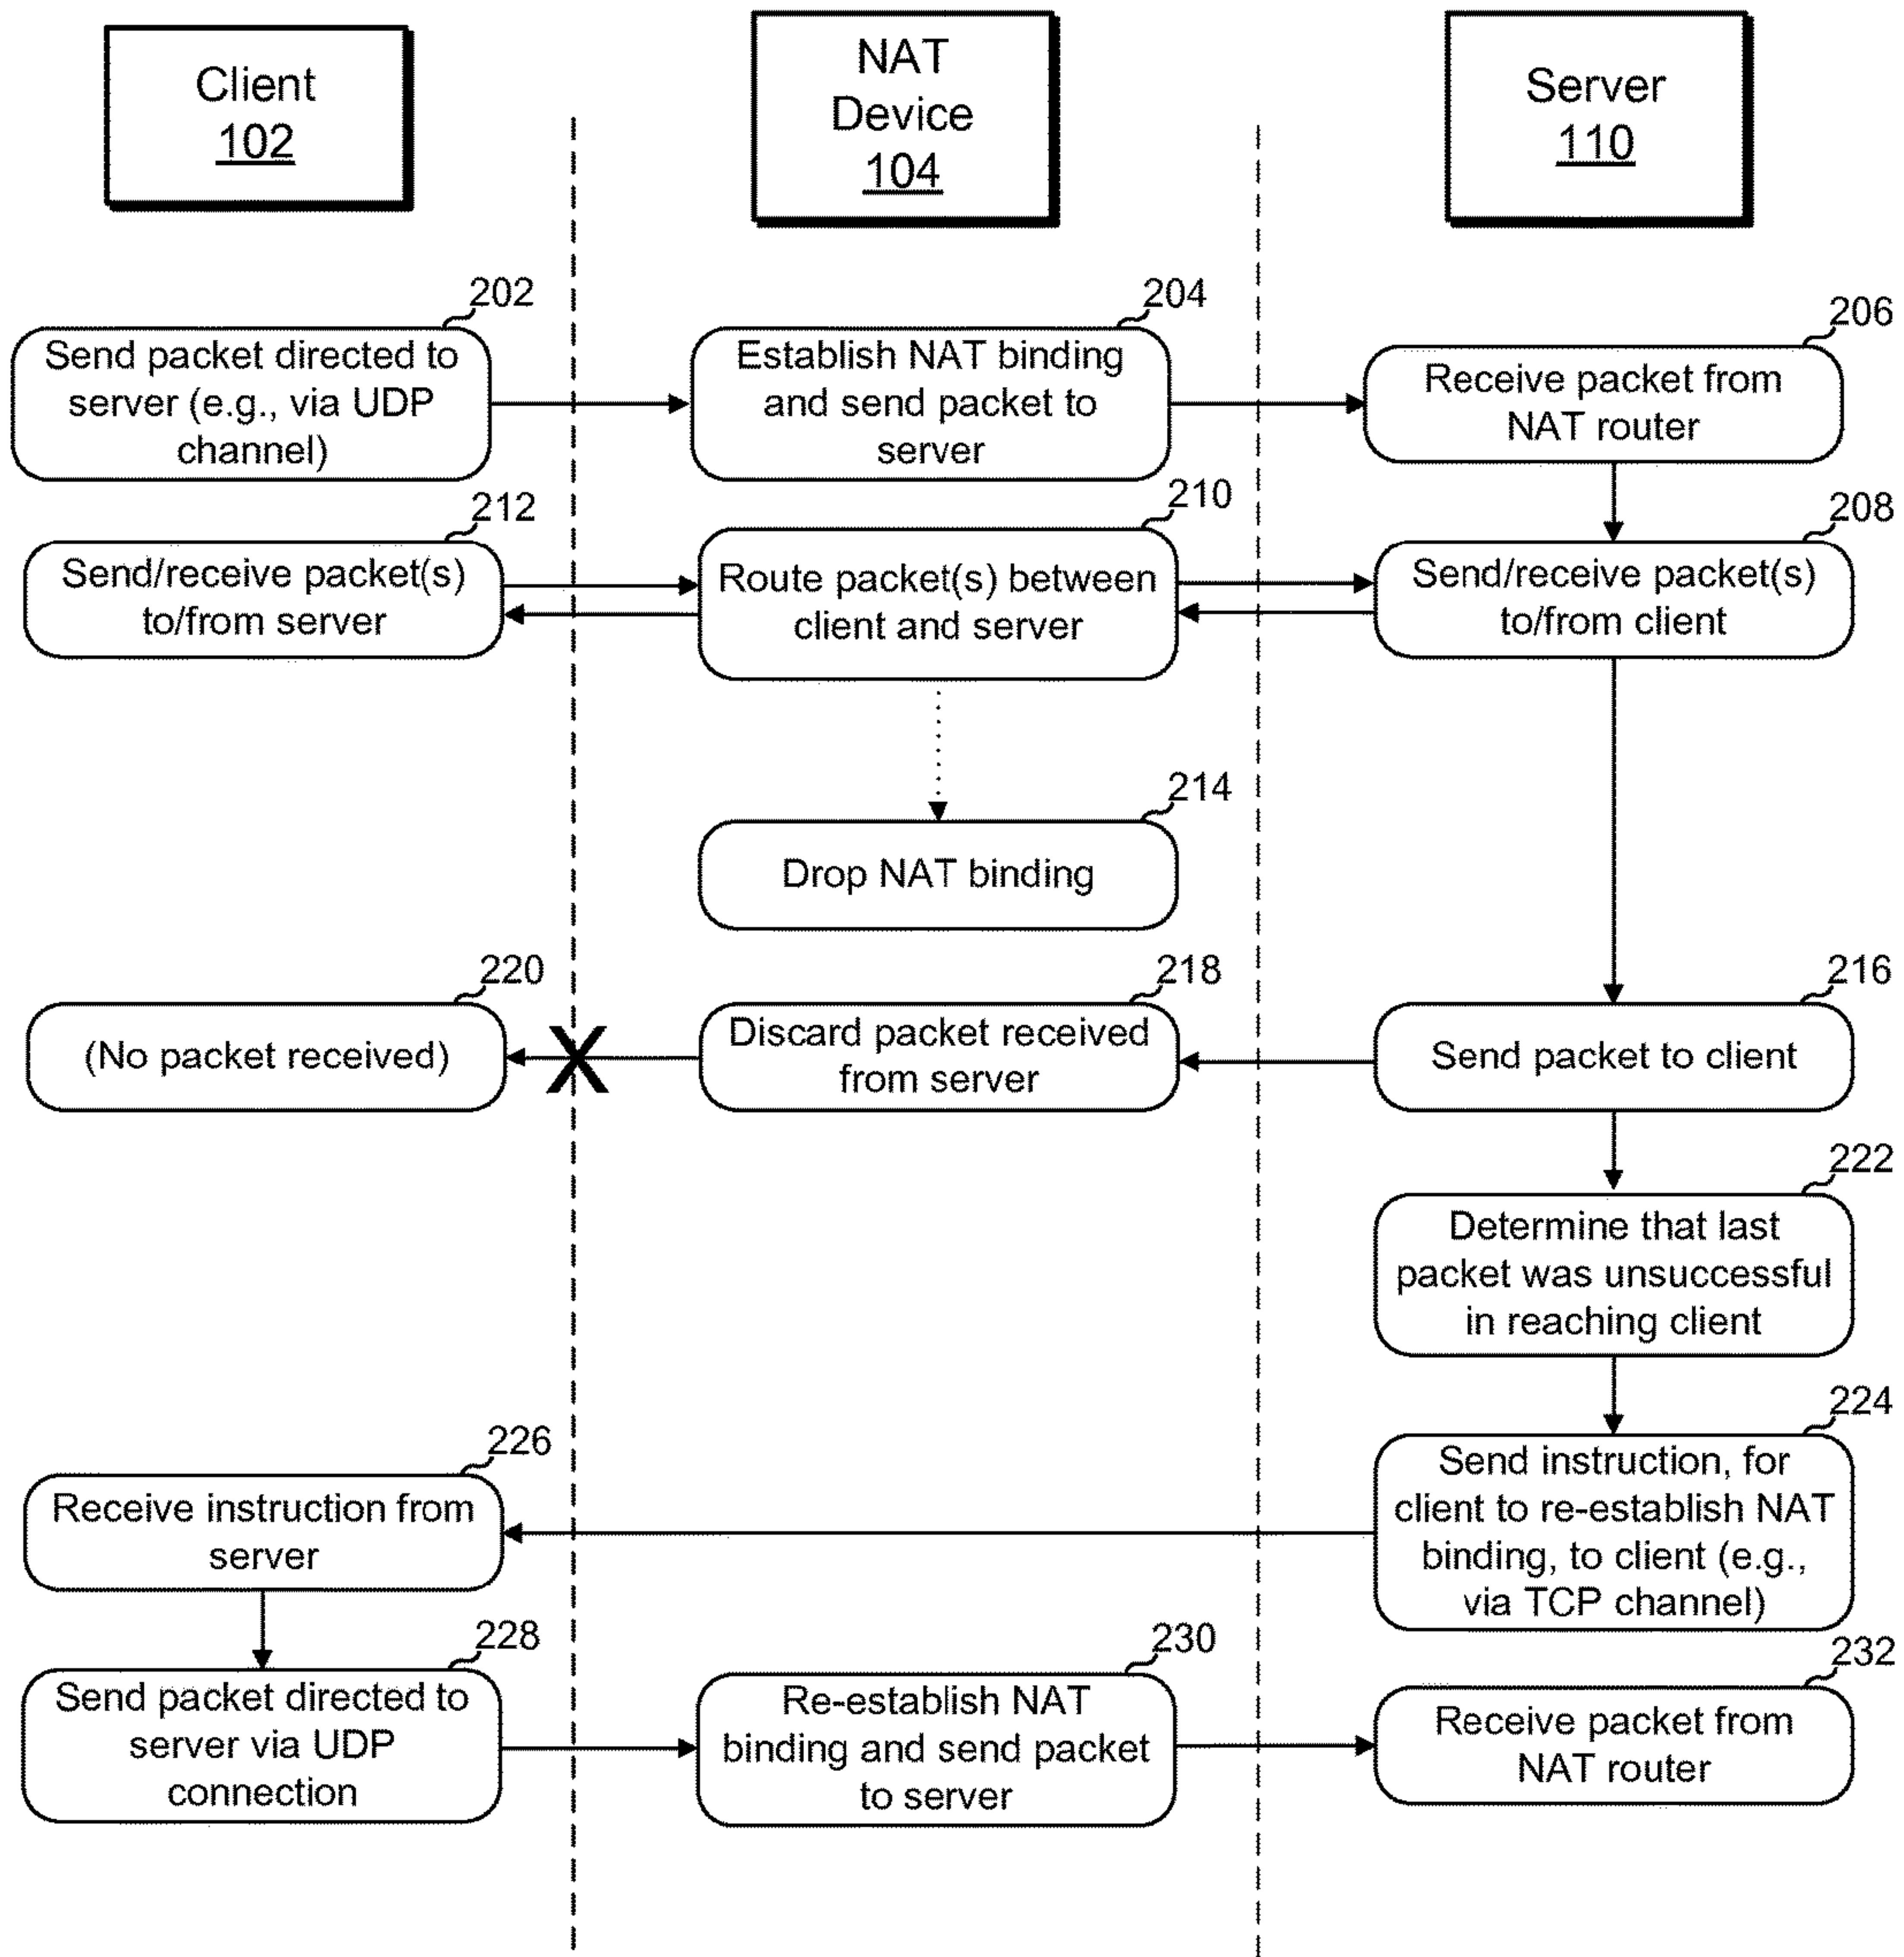 Client
102
NAT
Device
104
Server
110
202
Send packet directed to
server (e.g., via UDP
channel)
204
Establish NAT binding
and send packet to
server
206
Receive packet from
NAT router
212
Send/receive packet(s)
to/from server
210
Route packet(s) between
client and server
208
Send/receive packet(s)
to/from client
214
Drop NAT binding
220
(No packet received)
X
218
Discard packet received
from server
216
Send packet to client
222
Determine that last
packet was unsuccessful
in reaching client
224
Send instruction, for
client to re-establish NAT
binding, to client (e.g.,
via TCP channel)
226
Receive instruction from
server
228
Send packet directed to
server via UDP
connection
230
Re-establish NAT
binding and send packet
to server
232
Receive packet from
NAT router